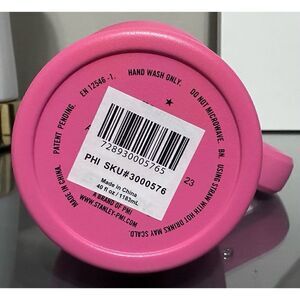 EN 12546 -1. HAND WASH ONLY. DO NOT MICROWAVE. BN.
USING STRAW WITH HOT DRINKS MAY SCALD.
PATENT PENDING.
MADE IN CHINA.
23
728930005765
PHI SKU#3000576
Made in China
40 fl oz / 1183mL
A BRAND OF PMI
WWW.STANLEY-PMI.COM